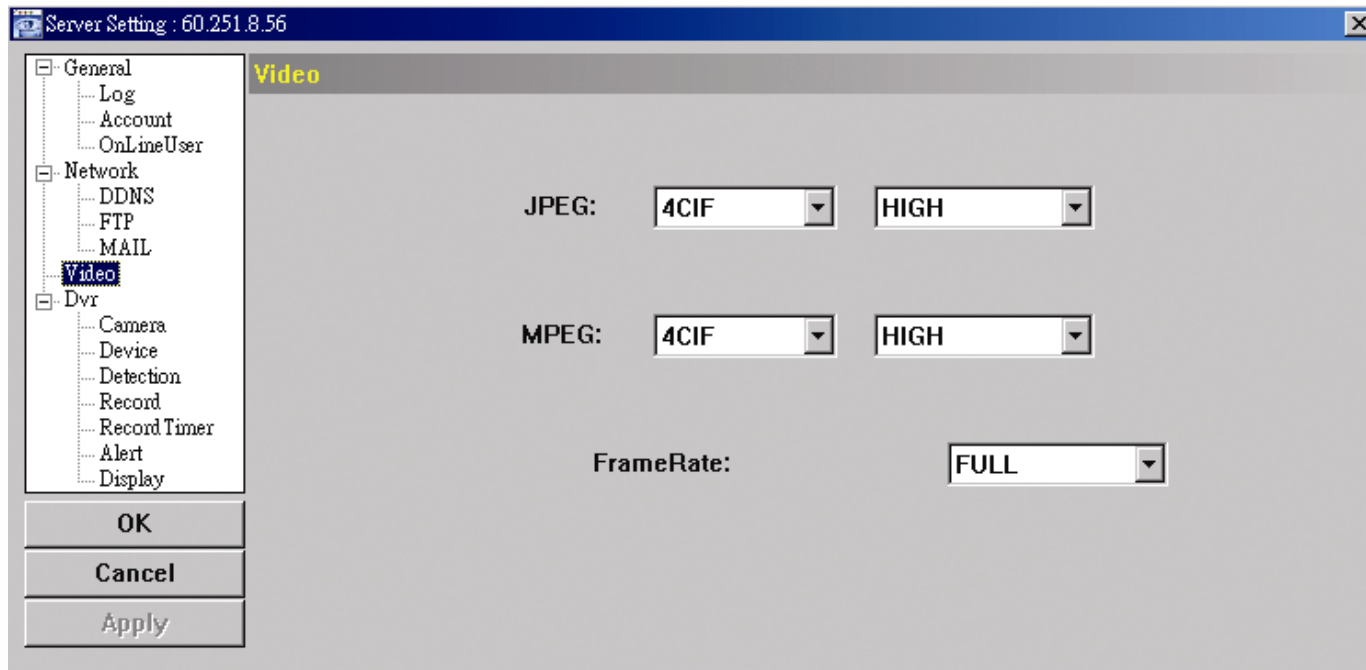 Server Setting : 60.251.8.56
General
Log
Account
OnLineUser
Network
DDNS
FTP
MAIL
Video
Dvr
Camera
Device
Detection
Record
Record Timer
Alert
Display
OK
Cancel
Apply
Video
JPEG: 4CIF HIGH
MPEG: 4CIF HIGH
FrameRate: FULL